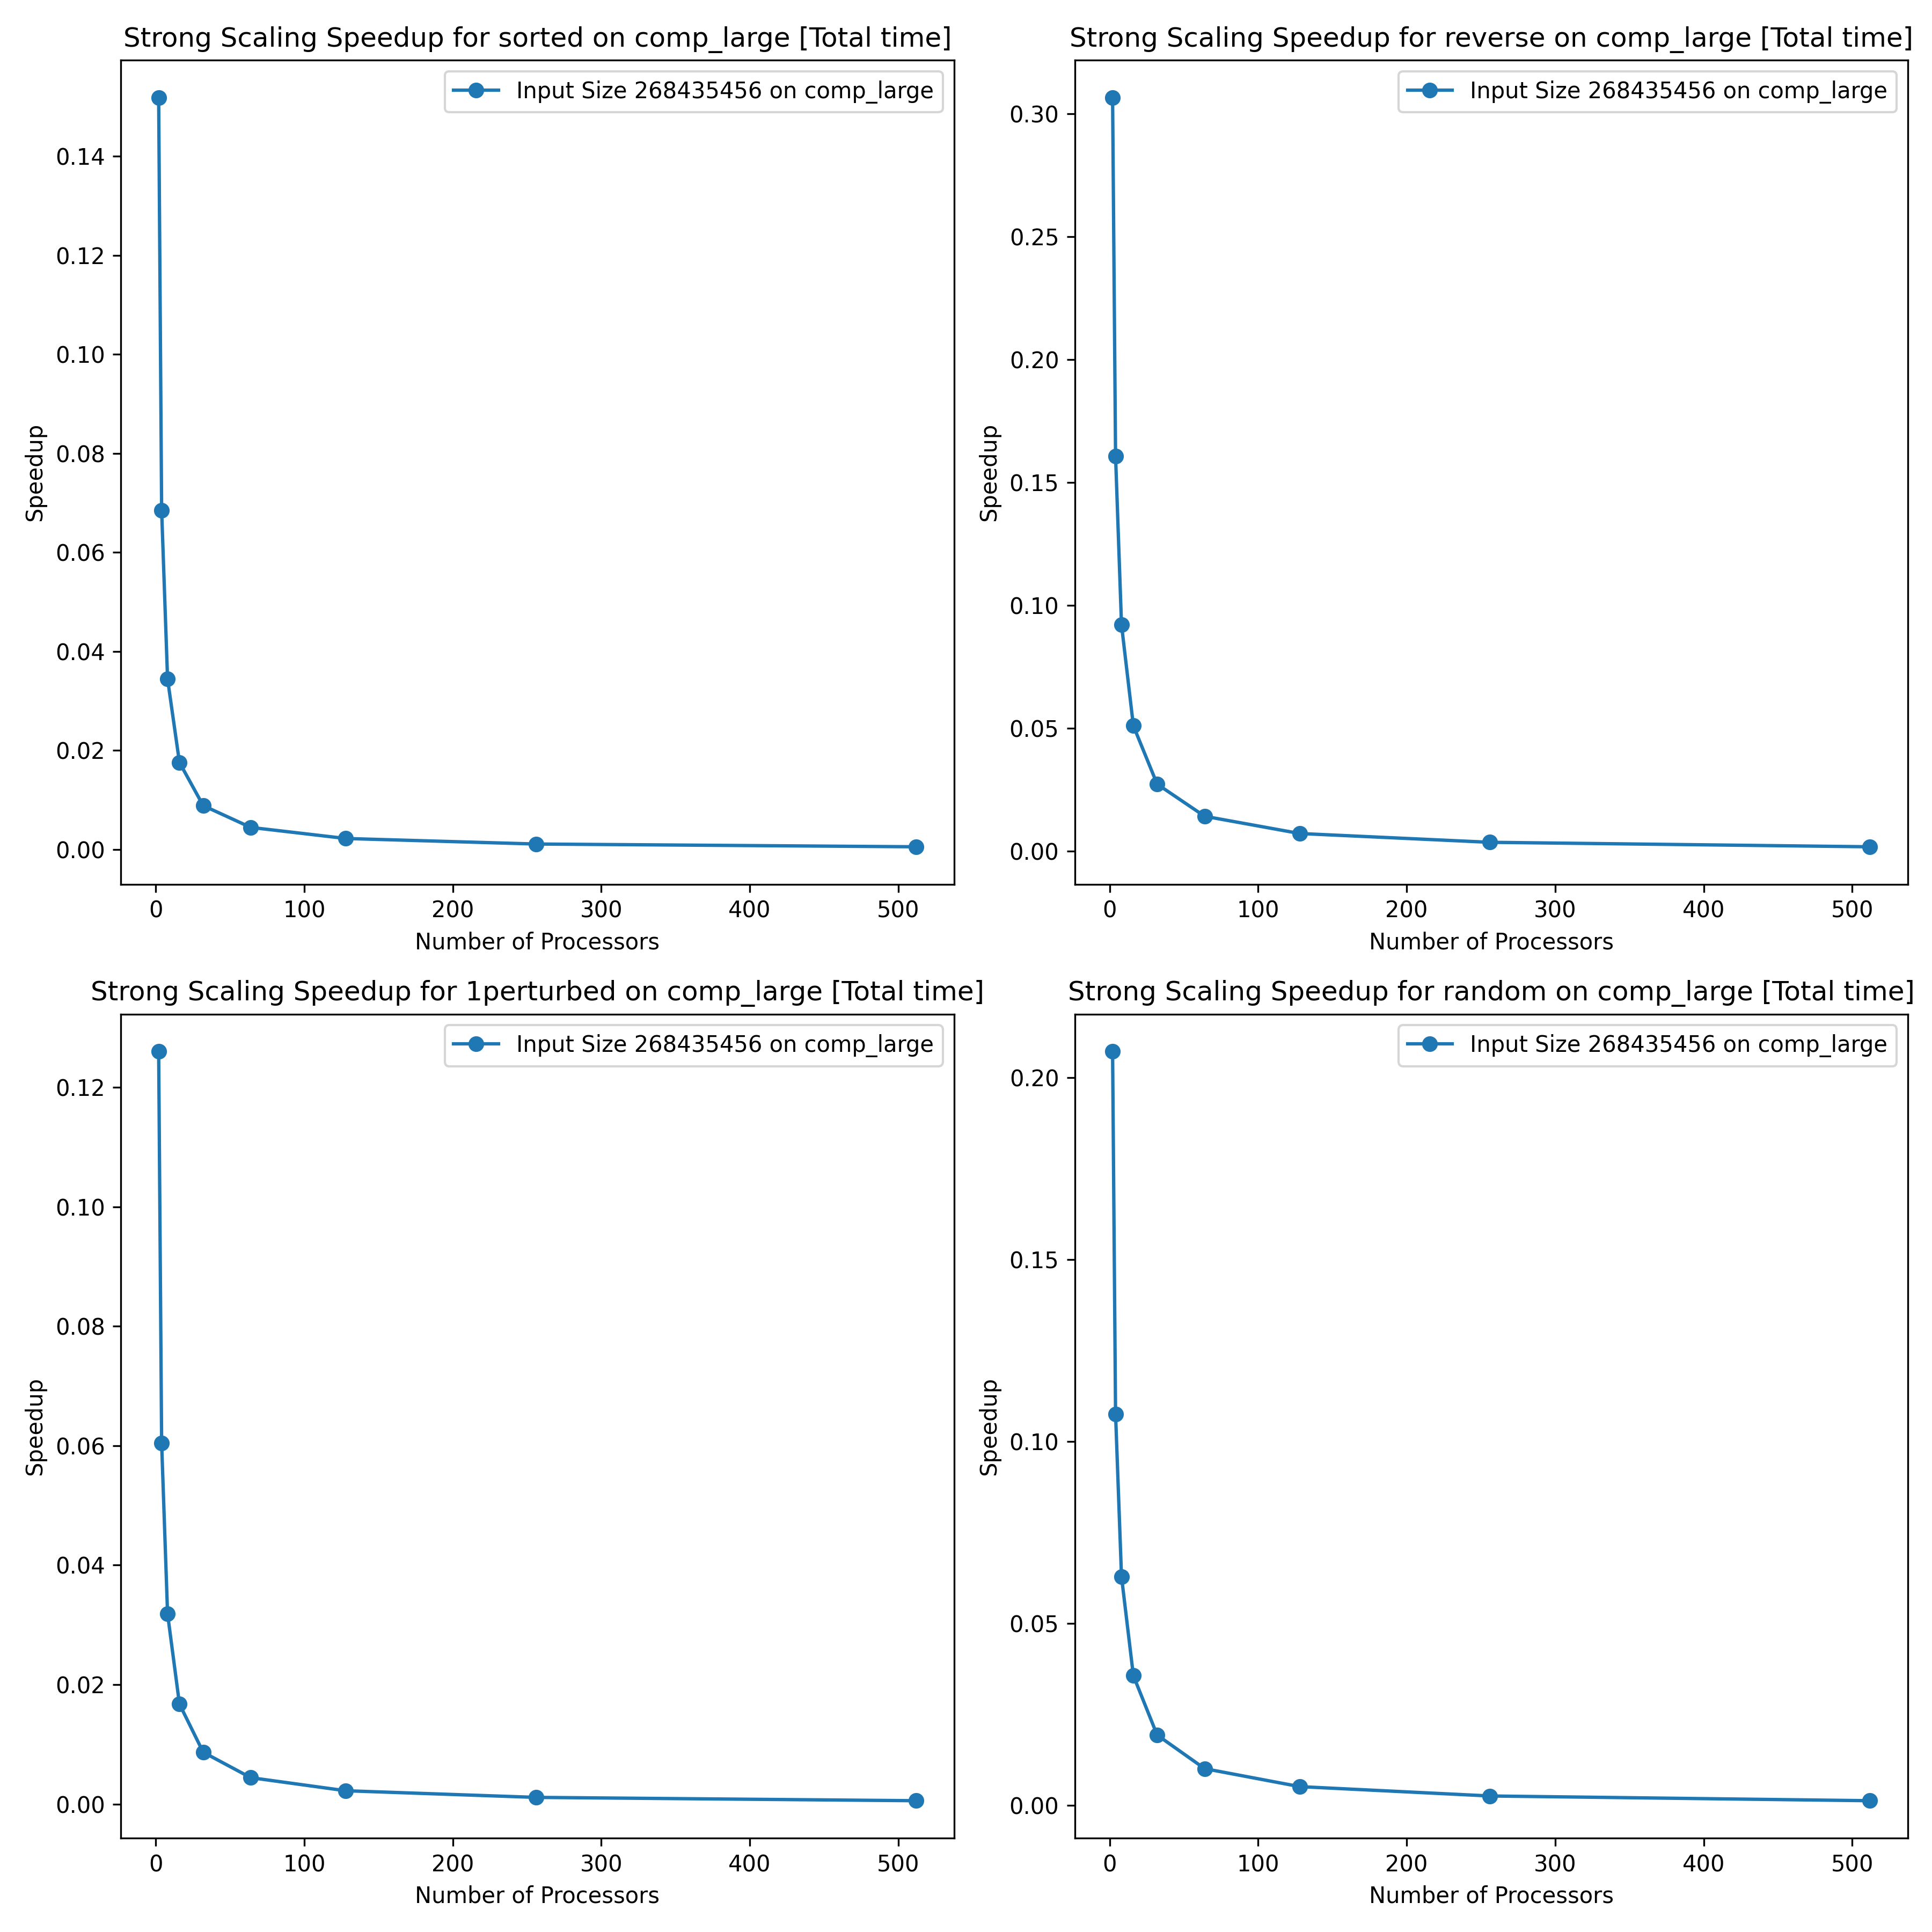 Strong Scaling Speedup for sorted on comp_large [Total time]
Input Size 268435456 on comp_large
Speedup
0.14
0.12
0.10
0.08
0.06
0.04
0.02
0.00
0 100 200 300 400 500
Number of Processors
Strong Scaling Speedup for reverse on comp_large [Total time]
Input Size 268435456 on comp_large
Speedup
0.30
0.25
0.20
0.15
0.10
0.05
0.00
0 100 200 300 400 500
Number of Processors
Strong Scaling Speedup for 1perturbed on comp_large [Total time]
Input Size 268435456 on comp_large
Speedup
0.12
0.10
0.08
0.06
0.04
0.02
0.00
0 100 200 300 400 500
Number of Processors
Strong Scaling Speedup for random on comp_large [Total time]
Input Size 268435456 on comp_large
Speedup
0.20
0.15
0.10
0.05
0.00
0 100 200 300 400 500
Number of Processors